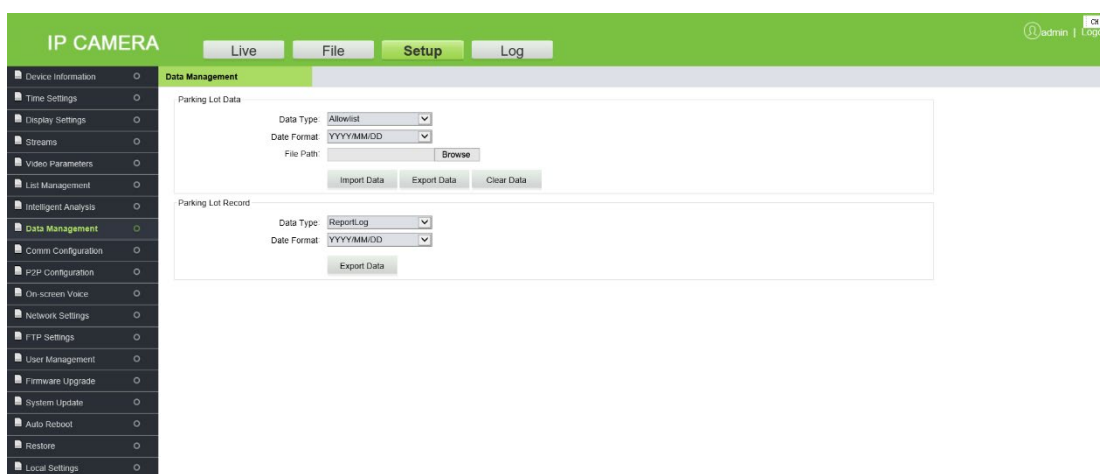 IP CAMERA
Live
File
Setup
Log
admin |
Device Information
Time Settings
Display Settings
Streams
Video Parameters
List Management
Intelligent Analysis
Data Management
Comm Configuration
P2P Configuration
On-screen Voice
Network Settings
FTP Settings
User Management
Firmware Upgrade
System Update
Auto Reboot
Restore
Local Settings
Data Management
Parking Lot Data
Data Type: Allowlist
Date Format: YYYY/MM/DD
File Path: Browse
Import Data Export Data Clear Data
Parking Lot Record
Data Type: ReportLog
Date Format: YYYY/MM/DD
Export Data